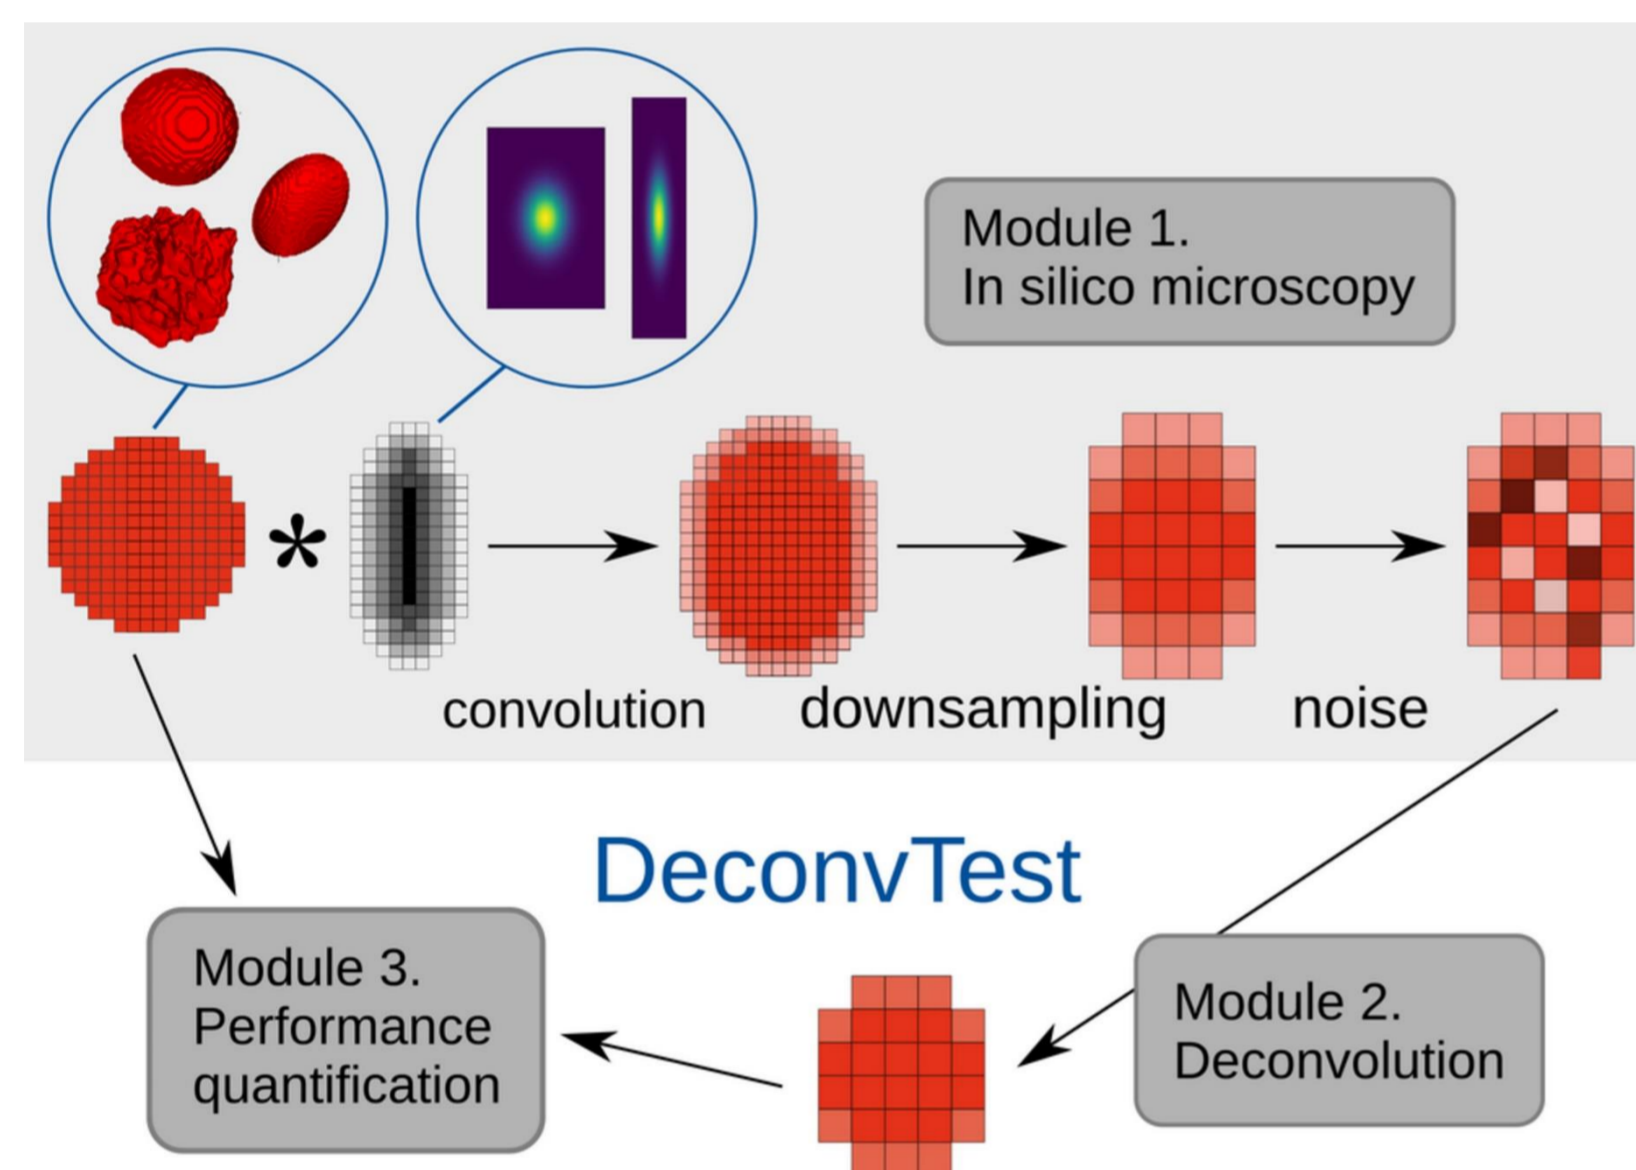 Module 1.
In silico microscopy
*
convolution
downsampling
noise
DeconvTest
Module 3.
Performance
quantification
Module 2.
Deconvolution